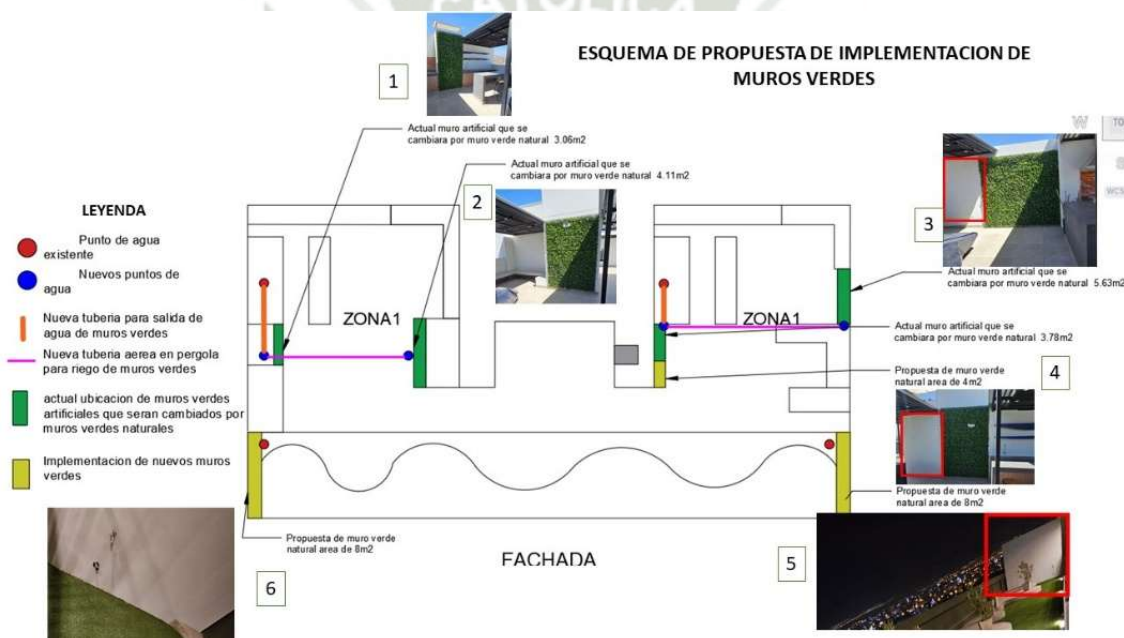 CATOLICA
ESQUEMA DE PROPUESTA DE IMPLEMENTACION DE
MUROS VERDES
1
Actual muro artificial que se
cambiara por muro verde natural 3.06m2
Actual muro artificial que se
cambiara por muro verde natural 4.11m2
2
W
TO
S
WCS
3
Actual muro artificial que se
cambiara por muro verde natural 5.63m2
LEYENDA
Punto de agua
existente
Nuevos puntos de
agua
Nueva tuberia para salida de
agua de muros verdes
Nueva tuberia aerea en pergola
para riego de muros verdes
actual ubicacion de muros verdes
artificiales que seran cambiados por
muros verdes naturales
Implementacion de nuevos muros
verdes
ZONA1
ZONA1
Actual muro artificial que se
cambiara por muro verde natural 3.78m2
Propuesta de muro verde
natural area de 4m2
4
Propuesta de muro verde
natural area de 8m2
Propuesta de muro verde
natural area de 8m2
FACHADA
5
6